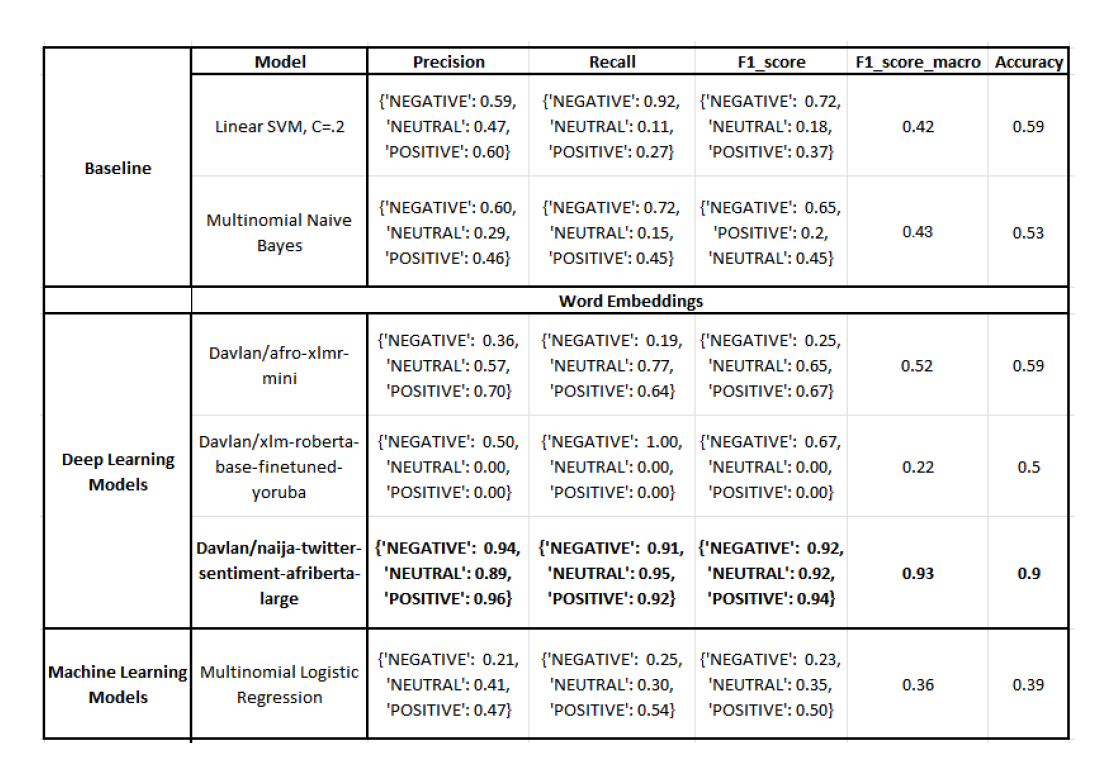 Model Precision Recall F1_score F1_score_macro Accuracy
Baseline
Linear SVM, C=.2
{'NEGATIVE': 0.59,
'NEUTRAL': 0.47,
'POSITIVE': 0.60}
{'NEGATIVE': 0.92,
'NEUTRAL': 0.11,
'POSITIVE': 0.27}
{'NEGATIVE': 0.72,
'NEUTRAL': 0.18,
'POSITIVE': 0.37}
0.42
0.59
Multinomial Naive
Bayes
{'NEGATIVE': 0.60,
'NEUTRAL': 0.29,
'POSITIVE': 0.46}
{'NEGATIVE': 0.72,
'NEUTRAL': 0.15,
'POSITIVE': 0.45}
{'NEGATIVE': 0.65,
'POSITIVE': 0.2,
'NEUTRAL': 0.45}
0.43
0.53
Word Embeddings
Deep Learning
Models
Davlan/afro-xlmr-
mini
{'NEGATIVE': 0.36,
'NEUTRAL': 0.57,
'POSITIVE': 0.70}
{'NEGATIVE': 0.19,
'NEUTRAL': 0.77,
'POSITIVE': 0.64}
{'NEGATIVE': 0.25,
'NEUTRAL': 0.65,
'POSITIVE': 0.67}
0.52
0.59
Davlan/xlm-roberta-
base-finetuned-
yoruba
{'NEGATIVE': 0.50,
'NEUTRAL': 0.00,
'POSITIVE': 0.00}
{'NEGATIVE': 1.00,
'NEUTRAL': 0.00,
'POSITIVE': 0.00}
{'NEGATIVE': 0.67,
'NEUTRAL': 0.00,
'POSITIVE': 0.00}
0.22
0.5
Davlan/naija-twitter-
sentiment-afriberta-
large
{'NEGATIVE': 0.94,
'NEUTRAL': 0.89,
'POSITIVE': 0.96}
{'NEGATIVE': 0.91,
'NEUTRAL': 0.95,
'POSITIVE': 0.92}
{'NEGATIVE': 0.92,
'NEUTRAL': 0.92,
'POSITIVE': 0.94}
0.93
0.9
Machine Learning
Models
Multinomial Logistic
Regression
{'NEGATIVE': 0.21,
'NEUTRAL': 0.41,
'POSITIVE': 0.47}
{'NEGATIVE': 0.25,
'NEUTRAL': 0.30,
'POSITIVE': 0.54}
{'NEGATIVE': 0.23,
'NEUTRAL': 0.35,
'POSITIVE': 0.50}
0.36
0.39